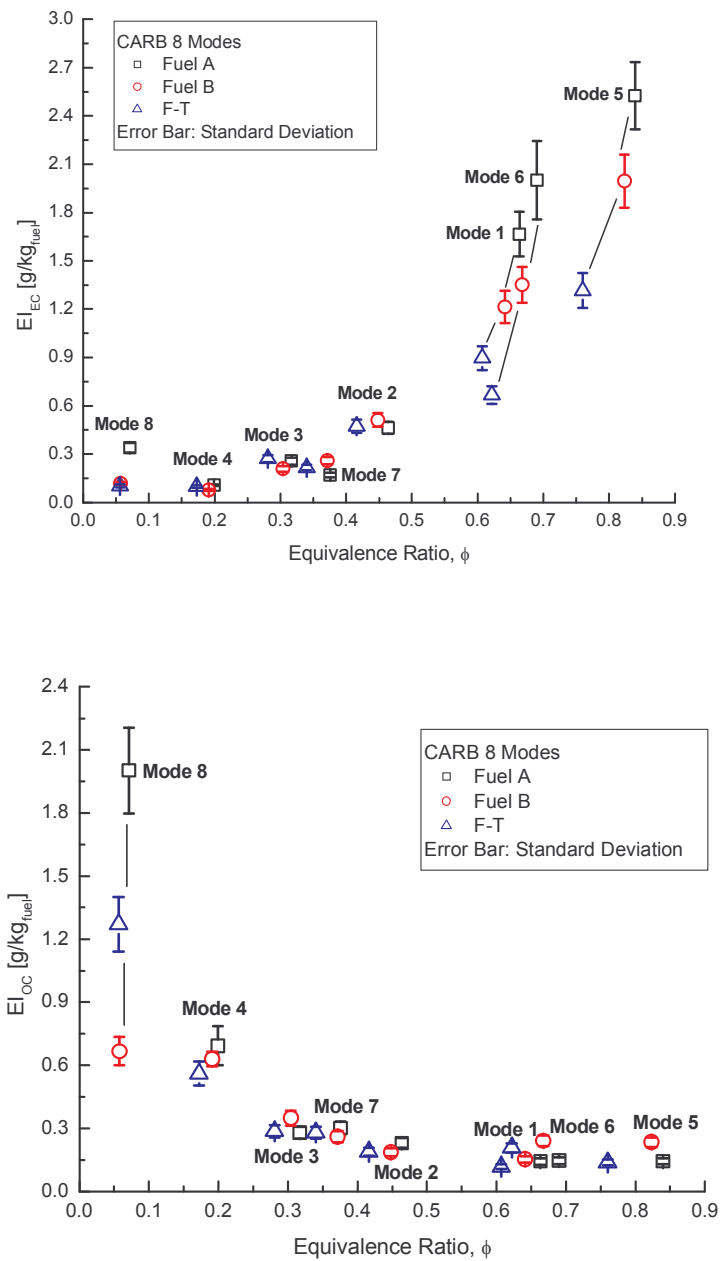 3.0
2.7
2.4
2.1
1.8
1.5
1.2
0.9
0.6
0.3
0.0
EI_EC [g/kg_fuel]
CARB 8 Modes
Fuel A
Fuel B
F-T
Error Bar: Standard Deviation
Mode 5
Mode 6
Mode 1
Mode 2
Mode 8
Mode 3
Mode 4
Mode 7
0.0 0.1 0.2 0.3 0.4 0.5 0.6 0.7 0.8 0.9
Equivalence Ratio, ϕ
2.4
2.1
1.8
1.5
1.2
0.9
0.6
0.3
0.0
EI_OC [g/kg_fuel]
CARB 8 Modes
Fuel A
Fuel B
F-T
Error Bar: Standard Deviation
Mode 8
Mode 4
Mode 7
Mode 1
Mode 6
Mode 5
Mode 3
Mode 2
0.0 0.1 0.2 0.3 0.4 0.5 0.6 0.7 0.8 0.9
Equivalence Ratio, ϕ